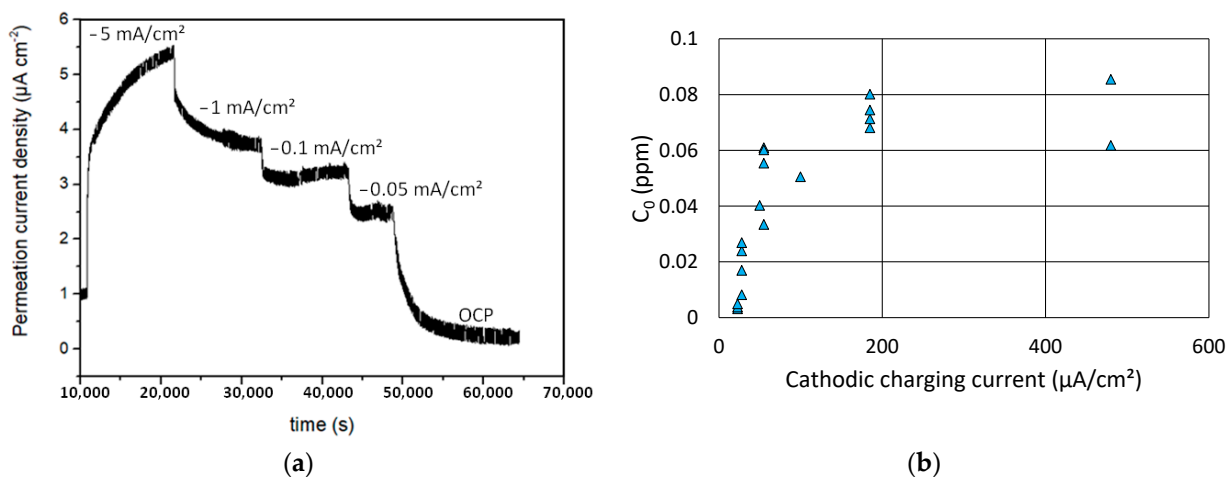 6
5
4
3
2
1
0
Permeation current density (µA cm⁻²)
−5 mA/cm²
−1 mA/cm²
−0.1 mA/cm²
−0.05 mA/cm²
OCP
10,000 20,000 30,000 40,000 50,000 60,000 70,000
time (s)
(a)
0.1
0.08
0.06
0.04
0.02
0
C₀ (ppm)
0 200 400 600
Cathodic charging current (µA/cm²)
(b)